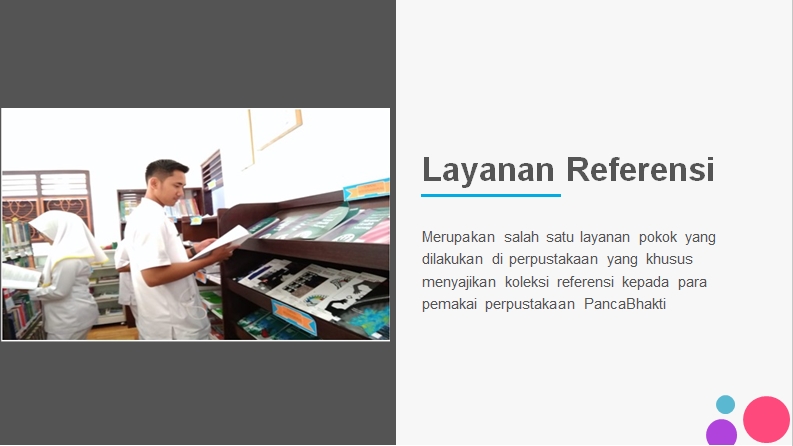 Layanan Referensi
Merupakan salah satu layanan pokok yang
dilakukan di perpustakaan yang khusus
menyajikan koleksi referensi kepada para
pemakai perpustakaan PancaBhakti